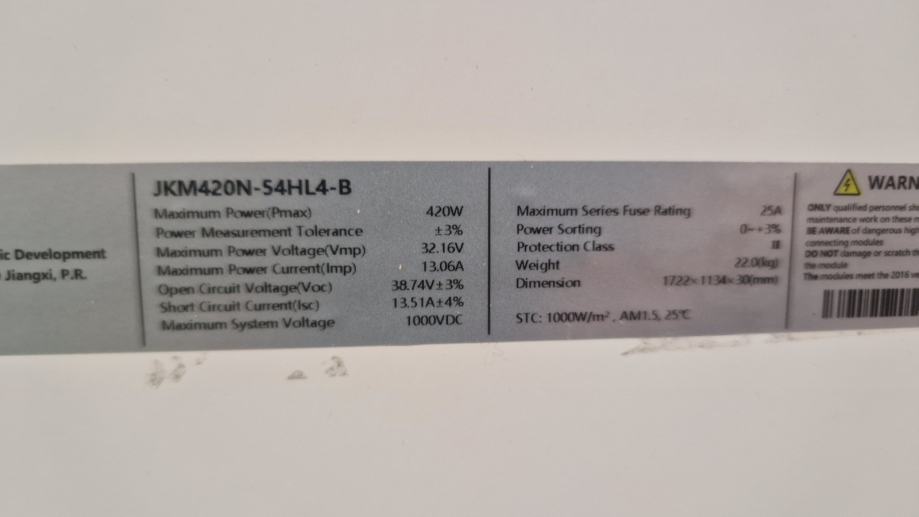 ic Development
Jiangxi, P.R.
JKM420N-54HL4-B
Maximum Power(Pmax) 420W
Power Measurement Tolerance ±3%
Maximum Power Voltage(Vmp) 32.16V
Maximum Power Current(Imp) 13.06A
Open Circuit Voltage(Voc) 38.74V±3%
Short Circuit Current(Isc) 13.51A±4%
Maximum System Voltage 1000VDC
Maximum Series Fuse Rating 25A
Power Sorting 0~+3%
Protection Class II
Weight 22.0(kg)
Dimension 1722×1134×30(mm)
STC: 1000W/m², AM1.5, 25℃
WARN
ONLY qualified personnel sho
maintenance work on these
BE AWARE of dangerous high
connecting modules
DO NOT damage or scratch th
the module
The modules meet the 2016